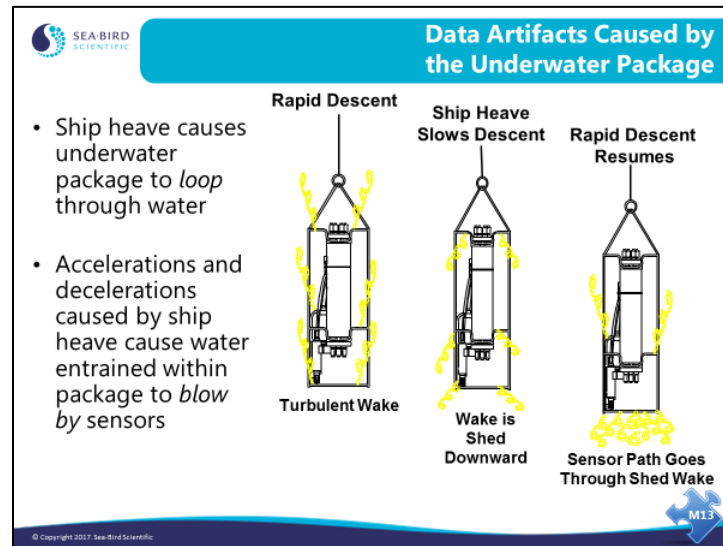 SEA·BIRD
SCIENTIFIC
Data Artifacts Caused by
the Underwater Package
• Ship heave causes
underwater
package to loop
through water
• Accelerations and
decelerations
caused by ship
heave cause water
entrained within
package to blow
by sensors
Rapid Descent
Turbulent Wake
Ship Heave
Slows Descent
Wake is
Shed
Downward
Rapid Descent
Resumes
Sensor Path Goes
Through Shed Wake
M13
© Copyright 2017. Sea-Bird Scientific